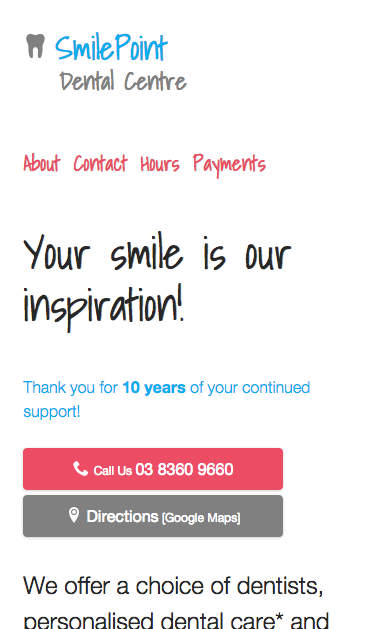 SmilePoint
Dental Centre
About Contact Hours Payments
Your smile is our
inspiration!
Thank you for 10 years of your continued
support!
Call Us 03 8360 9660
Directions [Google Maps]
We offer a choice of dentists,
personalised dental care* and